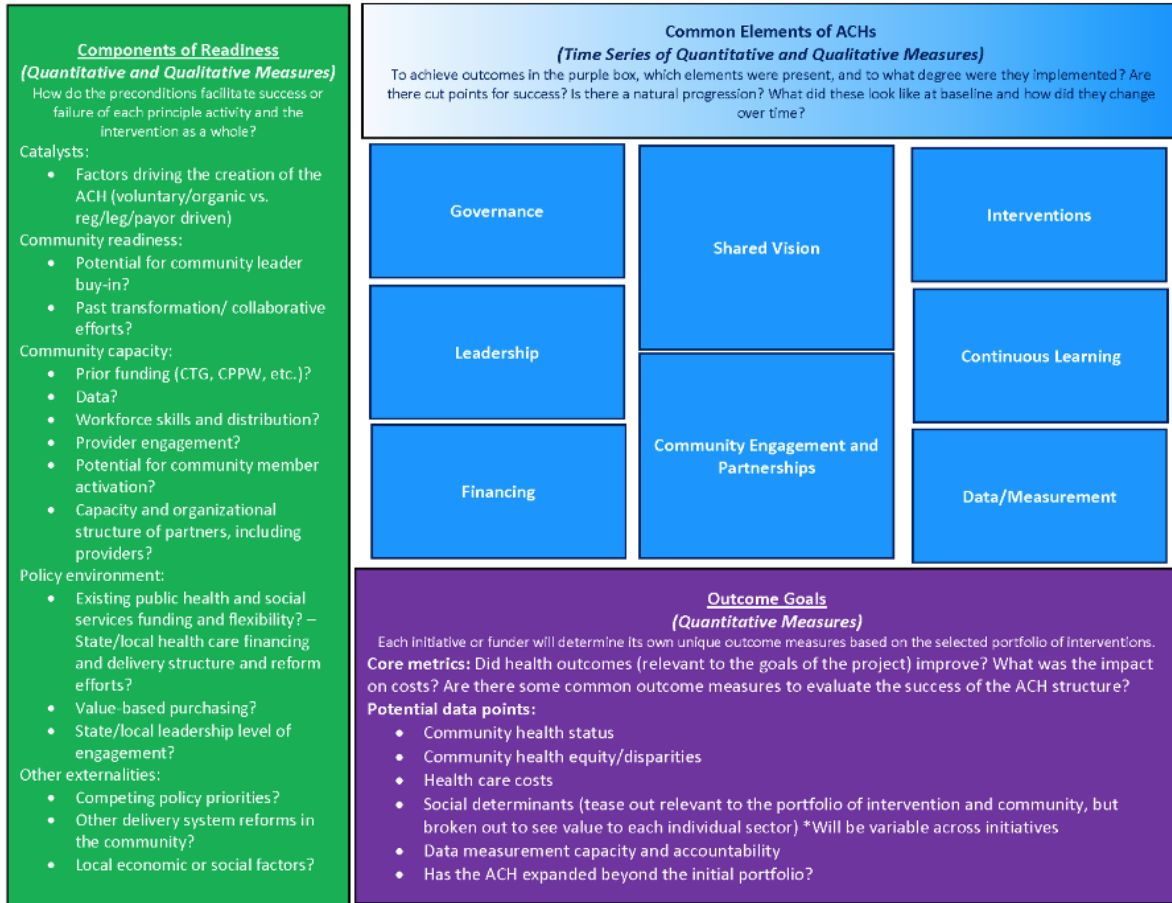 Components of Readiness
(Quantitative and Qualitative Measures)
How do the preconditions facilitate success or
failure of each principle activity and the
intervention as a whole?
Catalysts:
• Factors driving the creation of the
ACH (voluntary/organic vs.
reg/leg/payor driven)
Community readiness:
• Potential for community leader
buy-in?
• Past transformation/ collaborative
efforts?
Community capacity:
• Prior funding (CTG, CPPW, etc.)?
• Data?
• Workforce skills and distribution?
• Provider engagement?
• Potential for community member
activation?
• Capacity and organizational
structure of partners, including
providers?
Policy environment:
• Existing public health and social
services funding and flexibility? –
State/local health care financing
and delivery structure and reform
efforts?
• Value-based purchasing?
• State/local leadership level of
engagement?
Other externalities:
• Competing policy priorities?
• Other delivery system reforms in
the community?
• Local economic or social factors?
Common Elements of ACHs
(Time Series of Quantitative and Qualitative Measures)
To achieve outcomes in the purple box, which elements were present, and to what degree were they implemented? Are
there cut points for success? Is there a natural progression? What did these look like at baseline and how did they change
over time?
Governance
Leadership
Financing
Shared Vision
Community Engagement and
Partnerships
Interventions
Continuous Learning
Data/Measurement
Outcome Goals
(Quantitative Measures)
Each initiative or funder will determine its own unique outcome measures based on the selected portfolio of interventions.
Core metrics: Did health outcomes (relevant to the goals of the project) improve? What was the impact
on costs? Are there some common outcome measures to evaluate the success of the ACH structure?
Potential data points:
• Community health status
• Community health equity/disparities
• Health care costs
• Social determinants (tease out relevant to the portfolio of intervention and community, but
broken out to see value to each individual sector) *Will be variable across initiatives
• Data measurement capacity and accountability
• Has the ACH expanded beyond the initial portfolio?